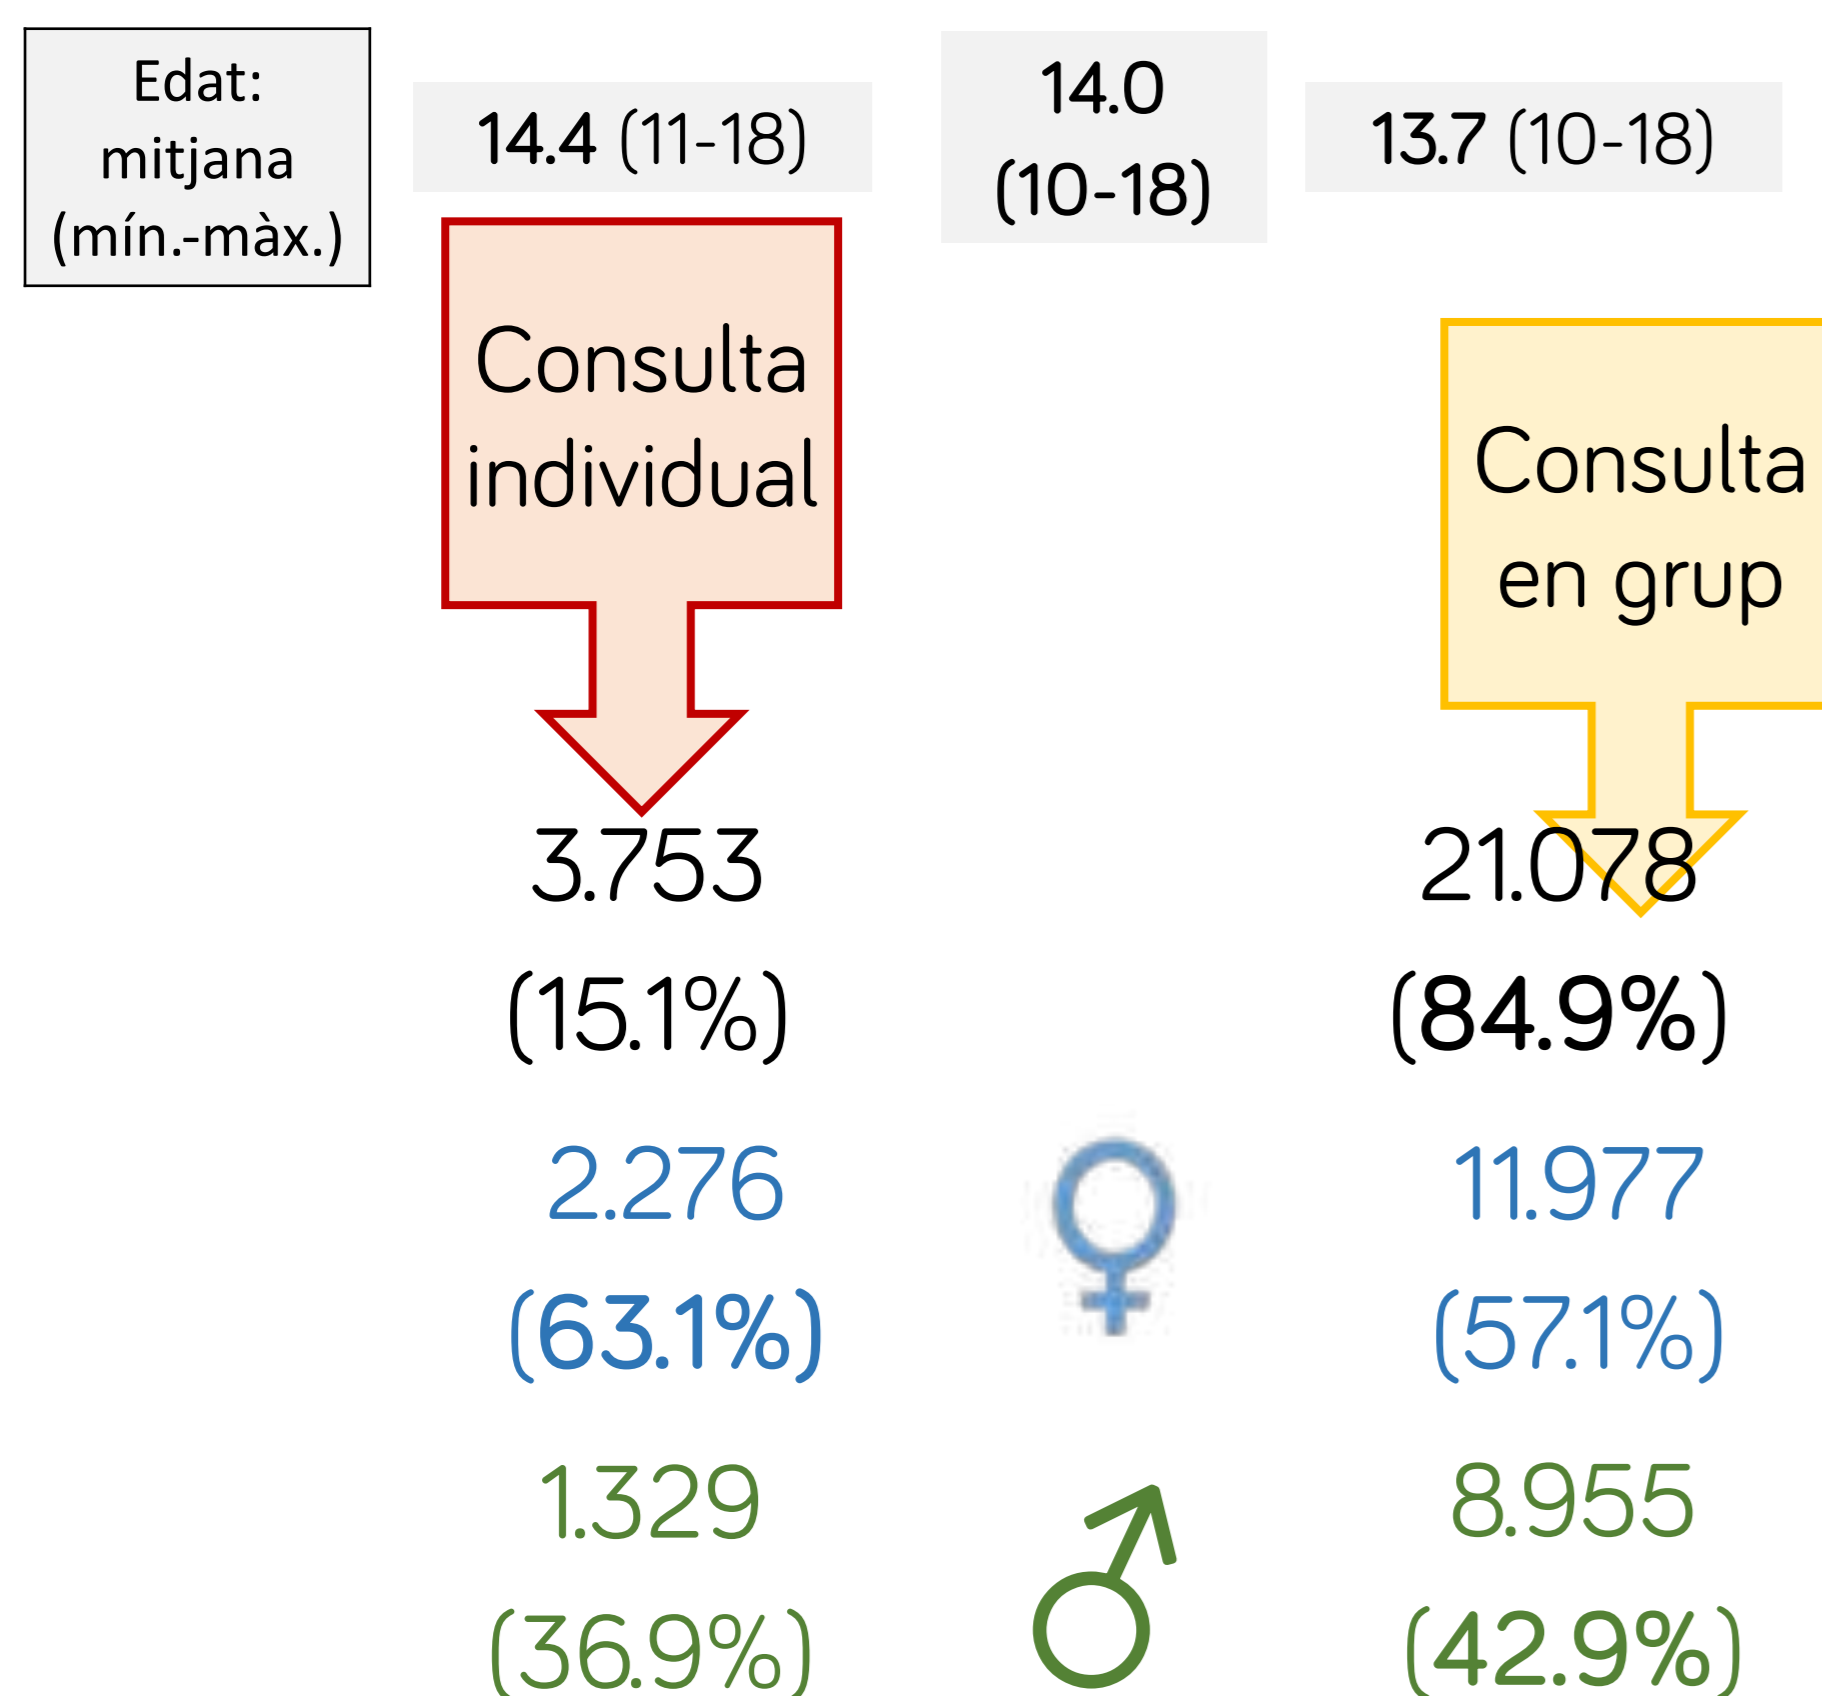 Edat:
mitjana
(mín.-màx.)
14.4 (11-18)
14.0
(10-18)
13.7 (10-18)
Consulta
individual
Consulta
en grup
3.753
(15.1%)
21.078
(84.9%)
2.276
(63.1%)
11.977
(57.1%)
1.329
(36.9%)
8.955
(42.9%)